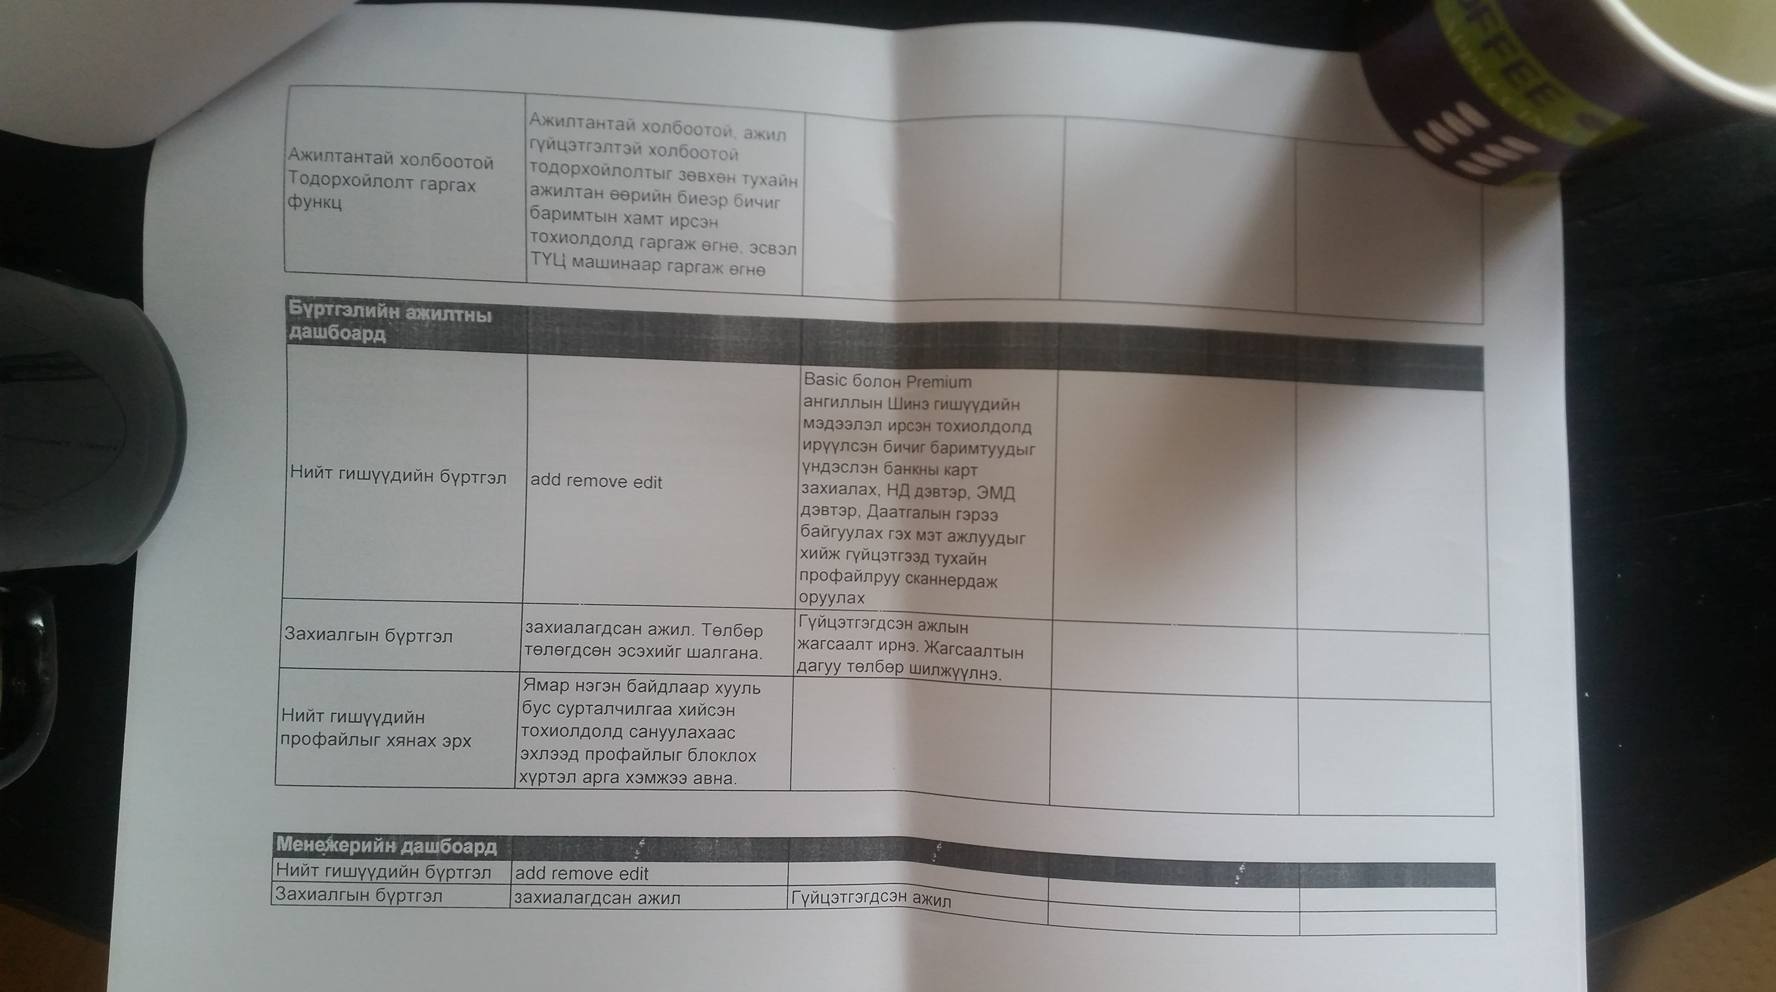 Ажилтантай холбоотой
Тодорхойлолт гаргах
функц
Ажилтантай холбоотой, ажил
гүйцэтгэлтэй холбоотой
тодорхойлолтыг зөвхөн тухайн
ажилтан өөрийн биеэр бичиг
баримтын хамт ирсэн
тохиолдолд гаргаж өгнө, эсвэл
ТҮЦ машинаар гаргаж өгнө
Бүртгэлийн ажилтны
дашбоард
Нийт гишүүдийн бүртгэл
add remove edit
Basic болон Premium
ангиллын Шинэ гишүүдийн
мэдээлэл ирсэн тохиолдолд
ирүүлсэн бичиг баримтуудыг
үндэслэн банкны карт
захиалах, НД дэвтэр, ЭМД
дэвтэр, Даатгалын гэрээ
байгуулах гэх мэт ажлуудыг
хийж гүйцэтгээд тухайн
профайлруу сканнердаж
оруулах
Захиалгын бүртгэл
захиалагдсан ажил. Төлбөр
төлөгдсөн эсэхийг шалгана.
Гүйцэтгэгдсэн ажлын
жагсаалт ирнэ. Жагсаалтын
дагуу төлбөр шилжүүлнэ.
Нийт гишүүдийн
профайлыг хянах эрх
Ямар нэгэн байдлаар хууль
бус сурталчилгаа хийсэн
тохиолдолд сануулахаас
эхлээд профайлыг блоклох
хүртэл арга хэмжээ авна.
Менежерийн дашбоард
Нийт гишүүдийн бүртгэл
add remove edit
Захиалгын бүртгэл
захиалагдсан ажил
Гүйцэтгэгдсэн ажил